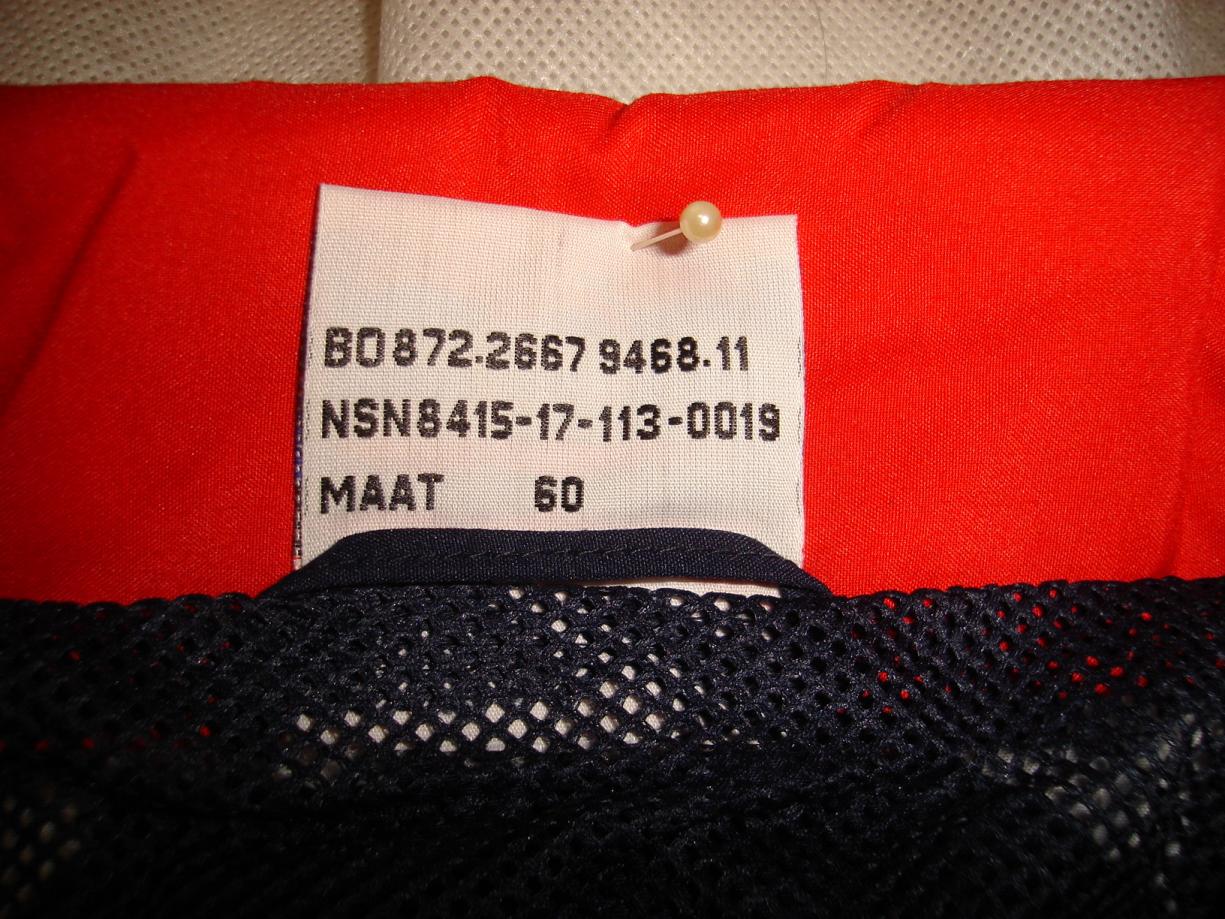 BO872.2667 9468.11
NSN8415-17-113-0019
MAAT 60